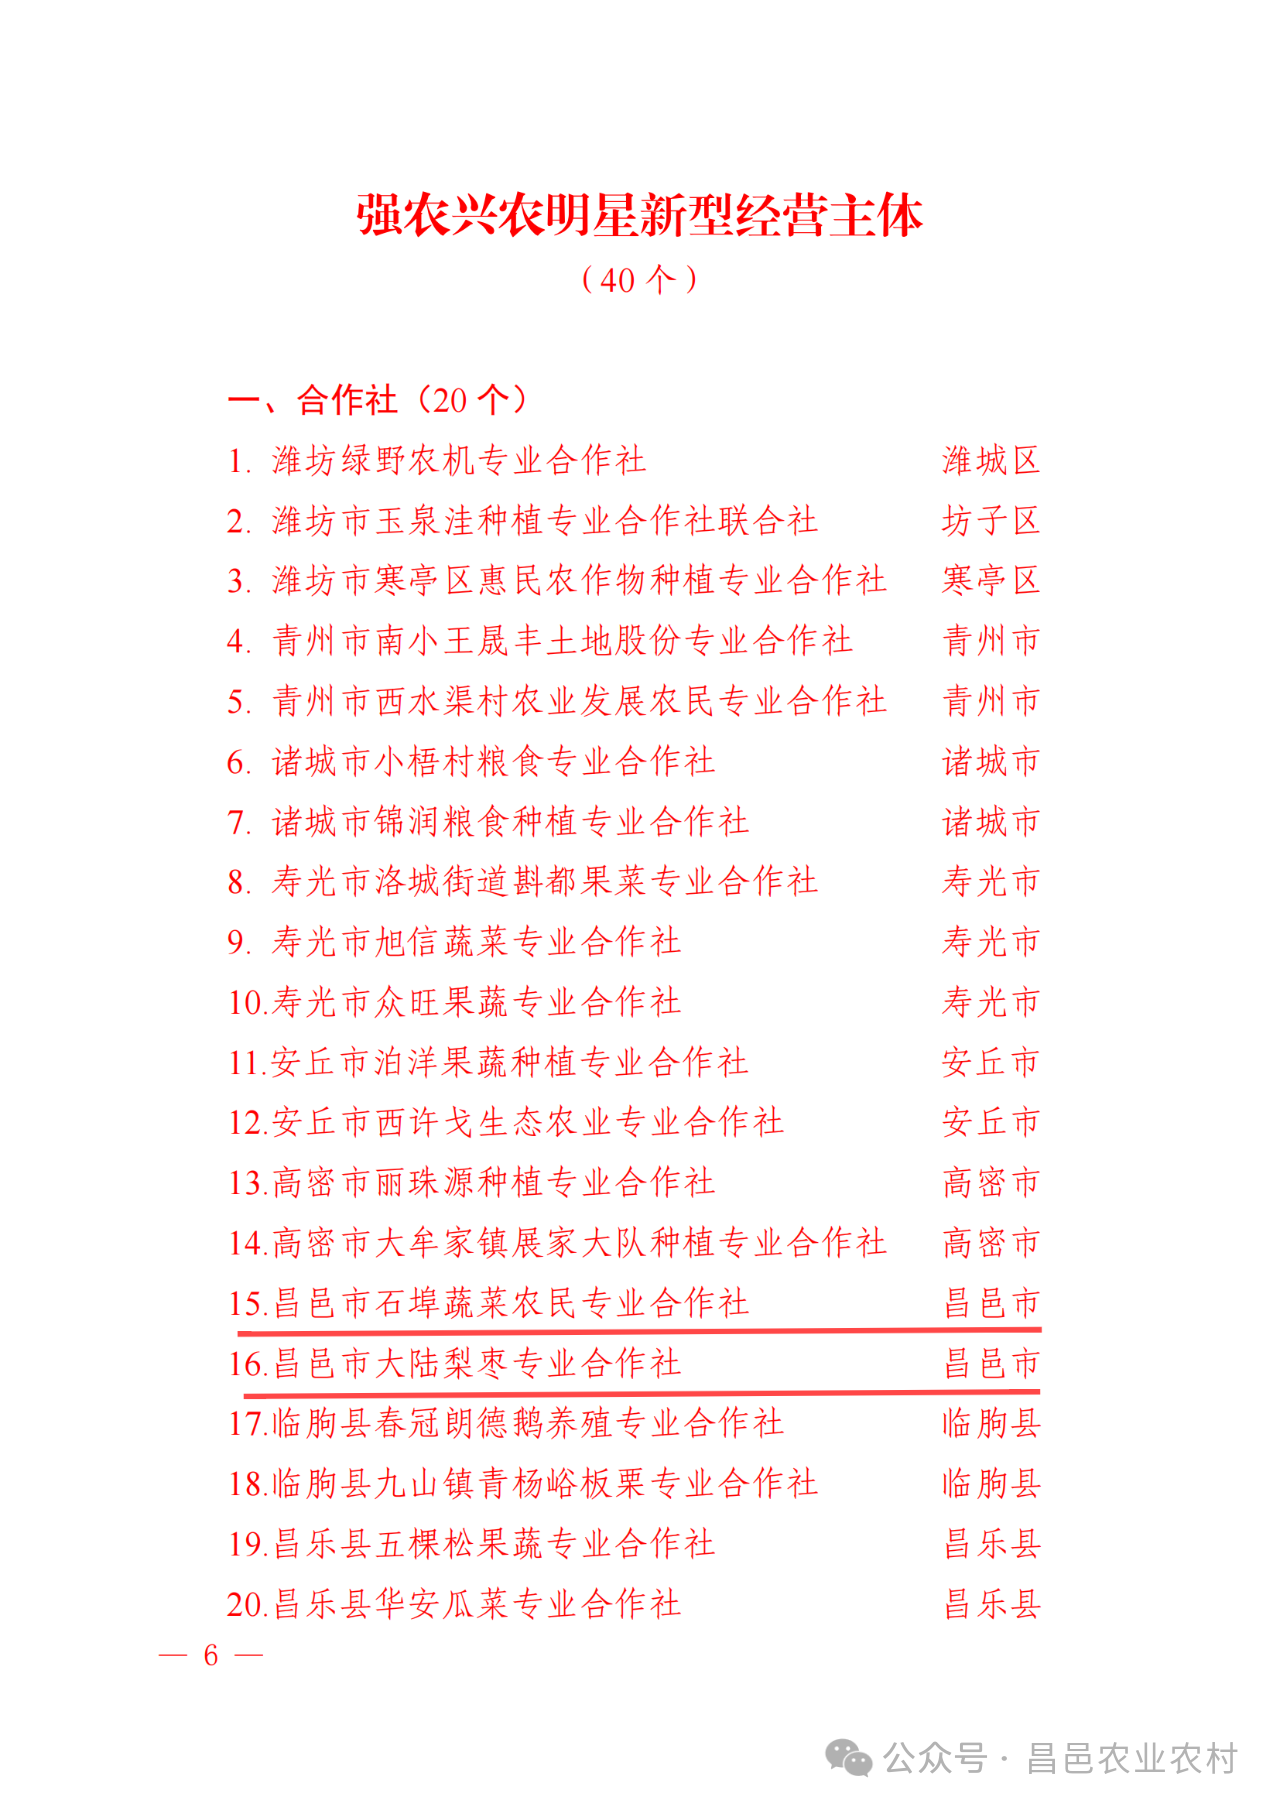 强农兴农明星新型经营主体
（40 个）
一、合作社（20 个）
1. 潍坊绿野农机专业合作社 潍城区
2. 潍坊市玉泉洼种植专业合作社联合社 坊子区
3. 潍坊市寒亭区惠民农作物种植专业合作社 寒亭区
4. 青州市南小王晟丰土地股份专业合作社 青州市
5. 青州市西水渠村农业发展农民专业合作社 青州市
6. 诸城市小梧村粮食专业合作社 诸城市
7. 诸城市锦润粮食种植专业合作社 诸城市
8. 寿光市洛城街道斟都果菜专业合作社 寿光市
9. 寿光市旭信蔬菜专业合作社 寿光市
10.寿光市众旺果蔬专业合作社 寿光市
11.安丘市泊洋果蔬种植专业合作社 安丘市
12.安丘市西许戈生态农业专业合作社 安丘市
13.高密市丽珠源种植专业合作社 高密市
14.高密市大牟家镇展家大队种植专业合作社 高密市
15.昌邑市石埠蔬菜农民专业合作社 昌邑市
16.昌邑市大陆梨枣专业合作社 昌邑市
17.临朐县春冠朗德鹅养殖专业合作社 临朐县
18.临朐县九山镇青杨峪板栗专业合作社 临朐县
19.昌乐县五棵松果蔬专业合作社 昌乐县
20.昌乐县华安瓜菜专业合作社 昌乐县
— 6 —
公众号 · 昌邑农业农村